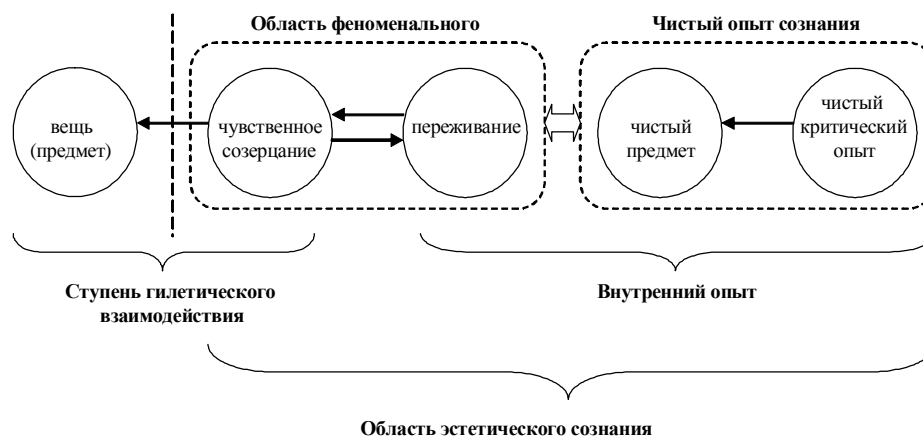 Область феноменального
Чистый опыт сознания
вещь
(предмет)
чувственное
созерцание
переживание
чистый
предмет
чистый
критический
опыт
Ступень гилетического
взаимодействия
Внутренний опыт
Область эстетического сознания